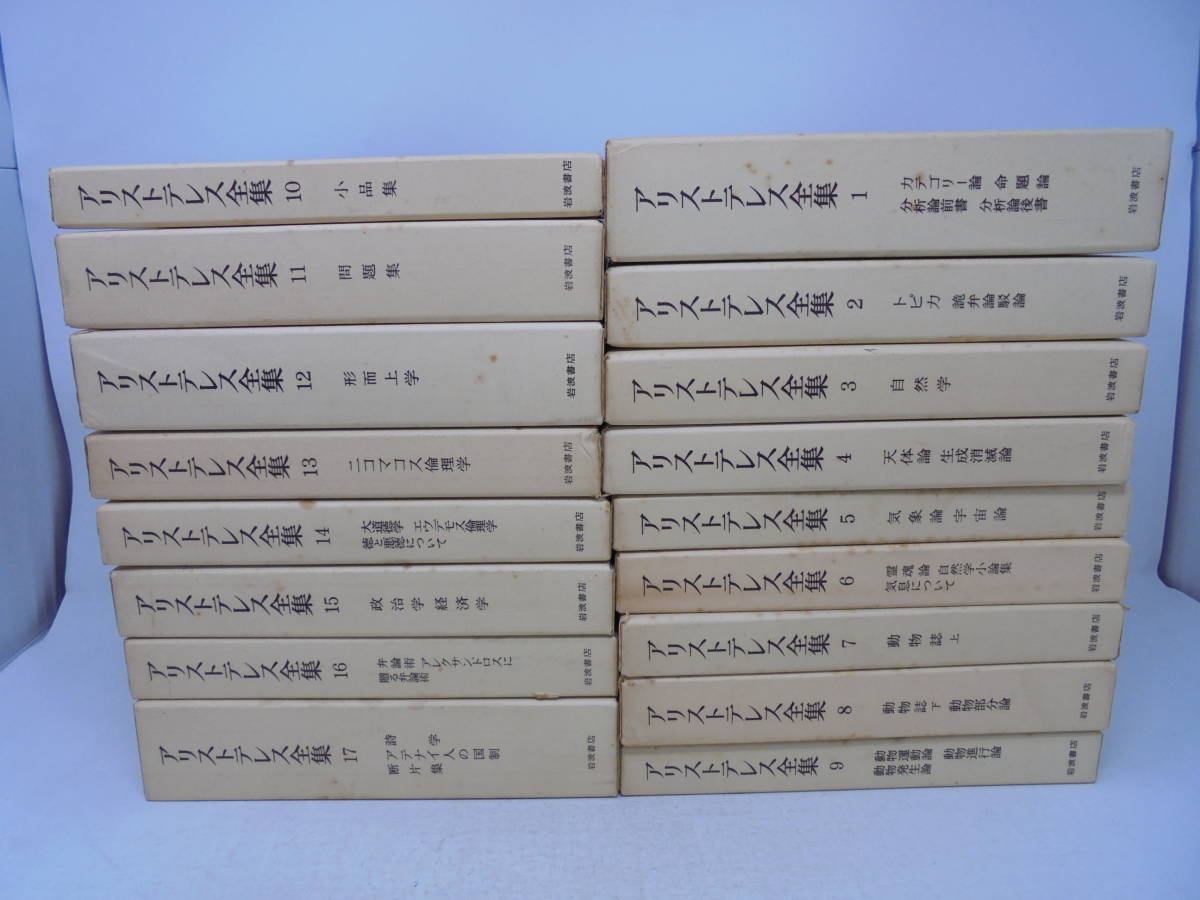 アリストテレス全集 10 小品集 岩波書店
アリストテレス全集 11 問題集 岩波書店
アリストテレス全集 12 形而上学 岩波書店
アリストテレス全集 13 ニコマコス倫理学 岩波書店
アリストテレス全集 14 大道徳学 エウデモス倫理学
徳と悪徳について 岩波書店
アリストテレス全集 15 政治学 経済学 岩波書店
アリストテレス全集 16 弁論術 アレクサンドロスに
贈る弁論術 岩波書店
アリストテレス全集 17 詩学
アテナイ人の国制
断片集 岩波書店
アリストテレス全集 1 カテゴリー論 命題論
分析論前書 分析論後書 岩波書店
アリストテレス全集 2 トピカ 詭弁論駁論 岩波書店
アリストテレス全集 3 自然学 岩波書店
アリストテレス全集 4 天体論 生成消滅論 岩波書店
アリストテレス全集 5 気象論 宇宙論 岩波書店
アリストテレス全集 6 霊魂論 自然学小論集
気息について 岩波書店
アリストテレス全集 7 動物誌 上 岩波書店
アリストテレス全集 8 動物誌 下 動物部分論 岩波書店
アリストテレス全集 9 動物運動論 動物進行論
動物発生論 岩波書店